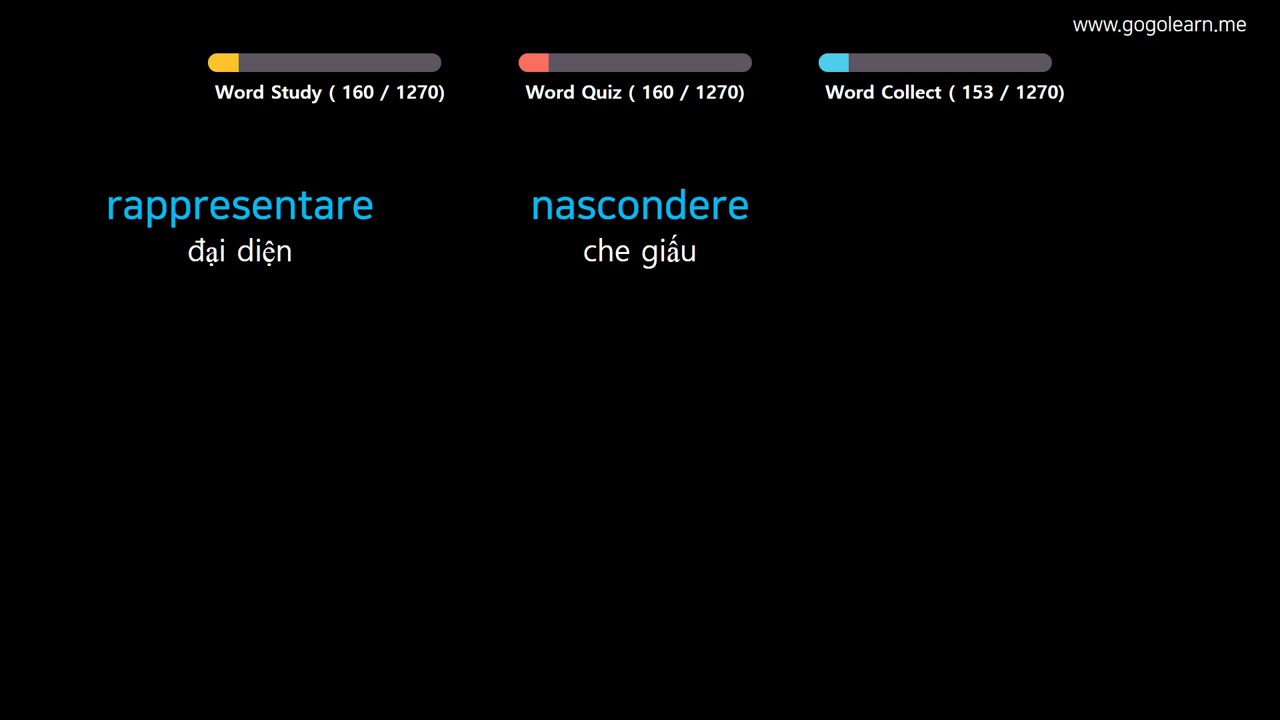 www.gogolearn.me
Word Study ( 160 / 1270)
Word Quiz ( 160 / 1270)
Word Collect ( 153 / 1270)
rappresentare
đại diện
nascondere
che giấu